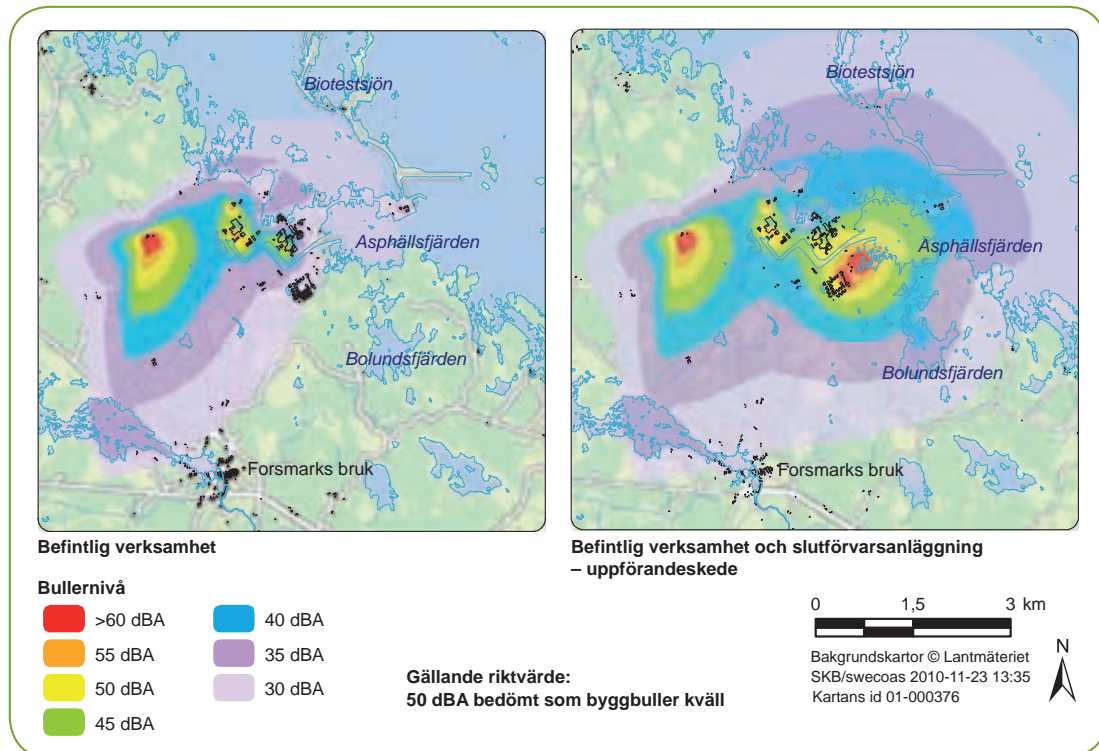 Biotestsjön
Asphällsfjärden
Bolundsfjärden
Forsmarks bruk
Biotestsjön
Asphällsfjärden
Bolundsfjärden
Forsmarks bruk
Befintlig verksamhet
Befintlig verksamhet och slutförvarsanläggning
– uppförandeskede
Bullernivå
>60 dBA
55 dBA
50 dBA
45 dBA
40 dBA
35 dBA
30 dBA
Gällande riktvärde:
50 dBA bedömt som byggbuller kväll
0 1,5 3 km
Bakgrundskartor © Lantmäteriet
SKB/swecoas 2010-11-23 13:35
Kartans id 01-000376
N